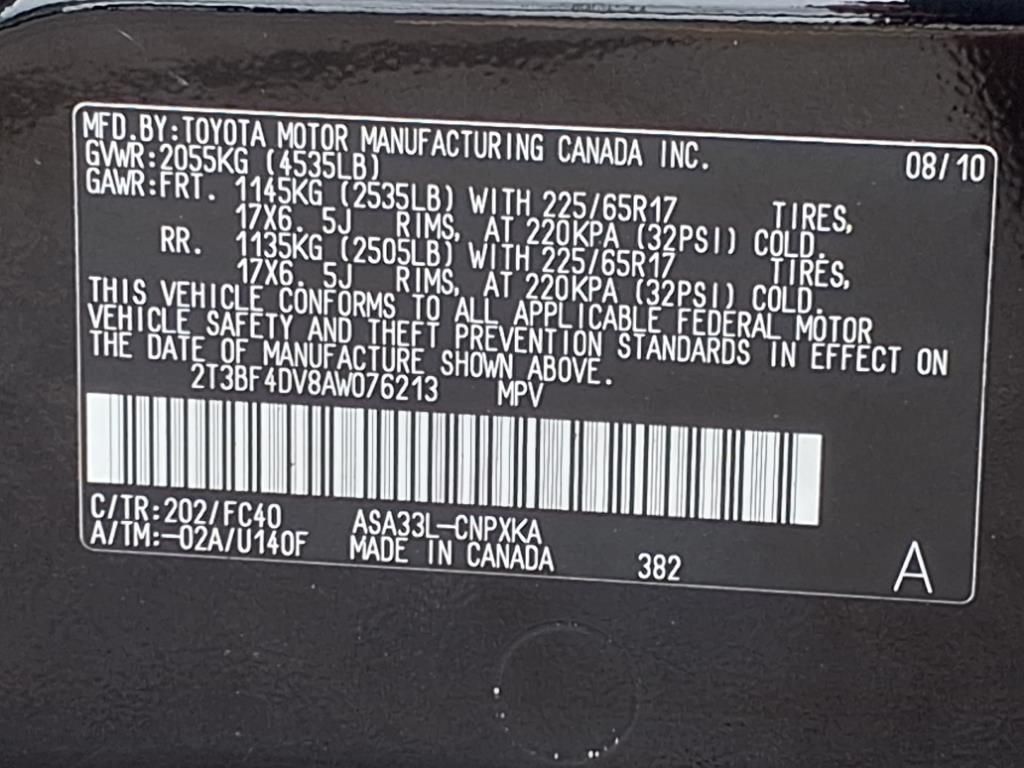 MFD.BY:TOYOTA MOTOR MANUFACTURING CANADA INC. 08/10
GVWR:2055KG (4535LB)
GAWR:FRT. 1145KG (2535LB) WITH 225/65R17 TIRES,
17X6.5J RIMS, AT 220KPA (32PSI) COLD.
RR. 1135KG (2505LB) WITH 225/65R17 TIRES,
17X6.5J RIMS, AT 220KPA (32PSI) COLD.
THIS VEHICLE CONFORMS TO ALL APPLICABLE FEDERAL MOTOR
VEHICLE SAFETY AND THEFT PREVENTION STANDARDS IN EFFECT ON
THE DATE OF MANUFACTURE SHOWN ABOVE.
2T3BF4DV8AW076213 MPV
C/TR:202/FC40 ASA33L-CNPXKA
A/TM:-02A/U140F MADE IN CANADA 382 A